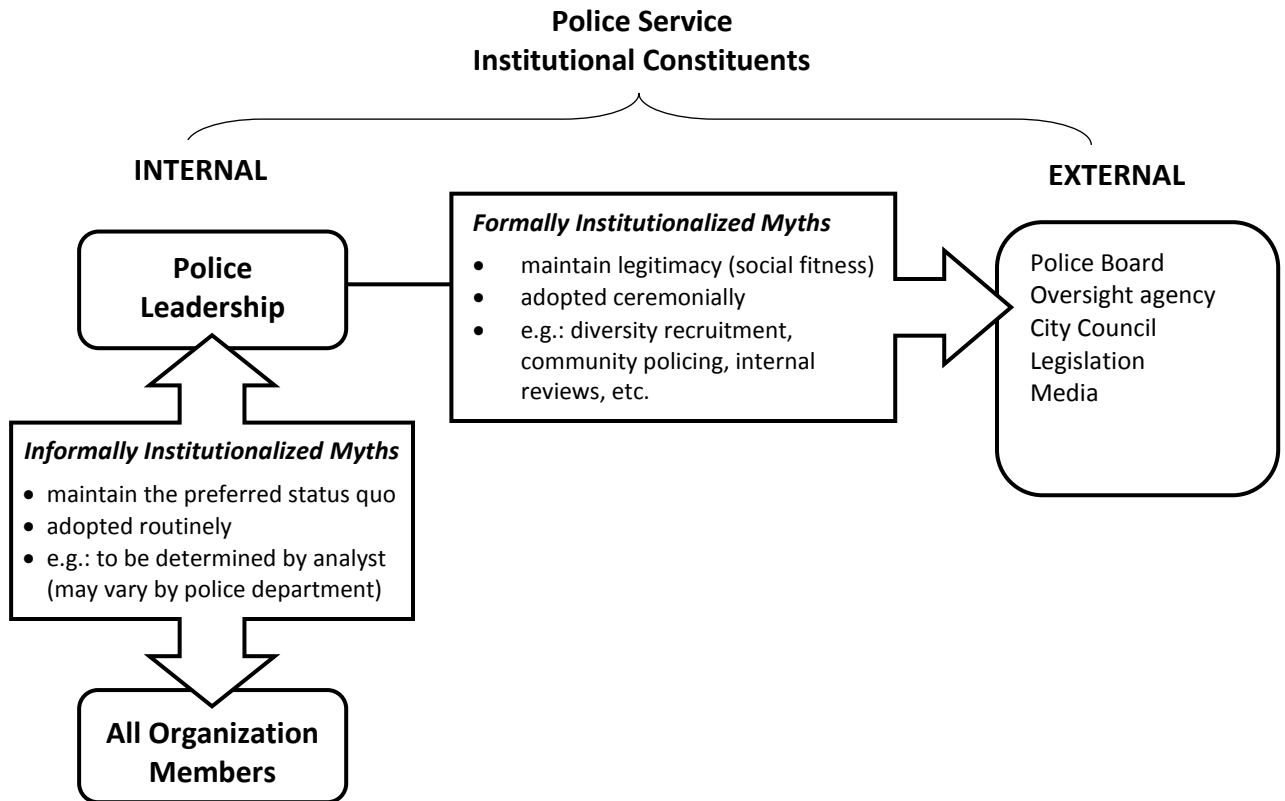 Police Service
Institutional Constituents
INTERNAL
EXTERNAL
Police
Leadership
Formally Institutionalized Myths
• maintain legitimacy (social fitness)
• adopted ceremonially
• e.g.: diversity recruitment,
community policing, internal
reviews, etc.
Police Board
Oversight agency
City Council
Legislation
Media
Informally Institutionalized Myths
• maintain the preferred status quo
• adopted routinely
• e.g.: to be determined by analyst
(may vary by police department)
All Organization
Members